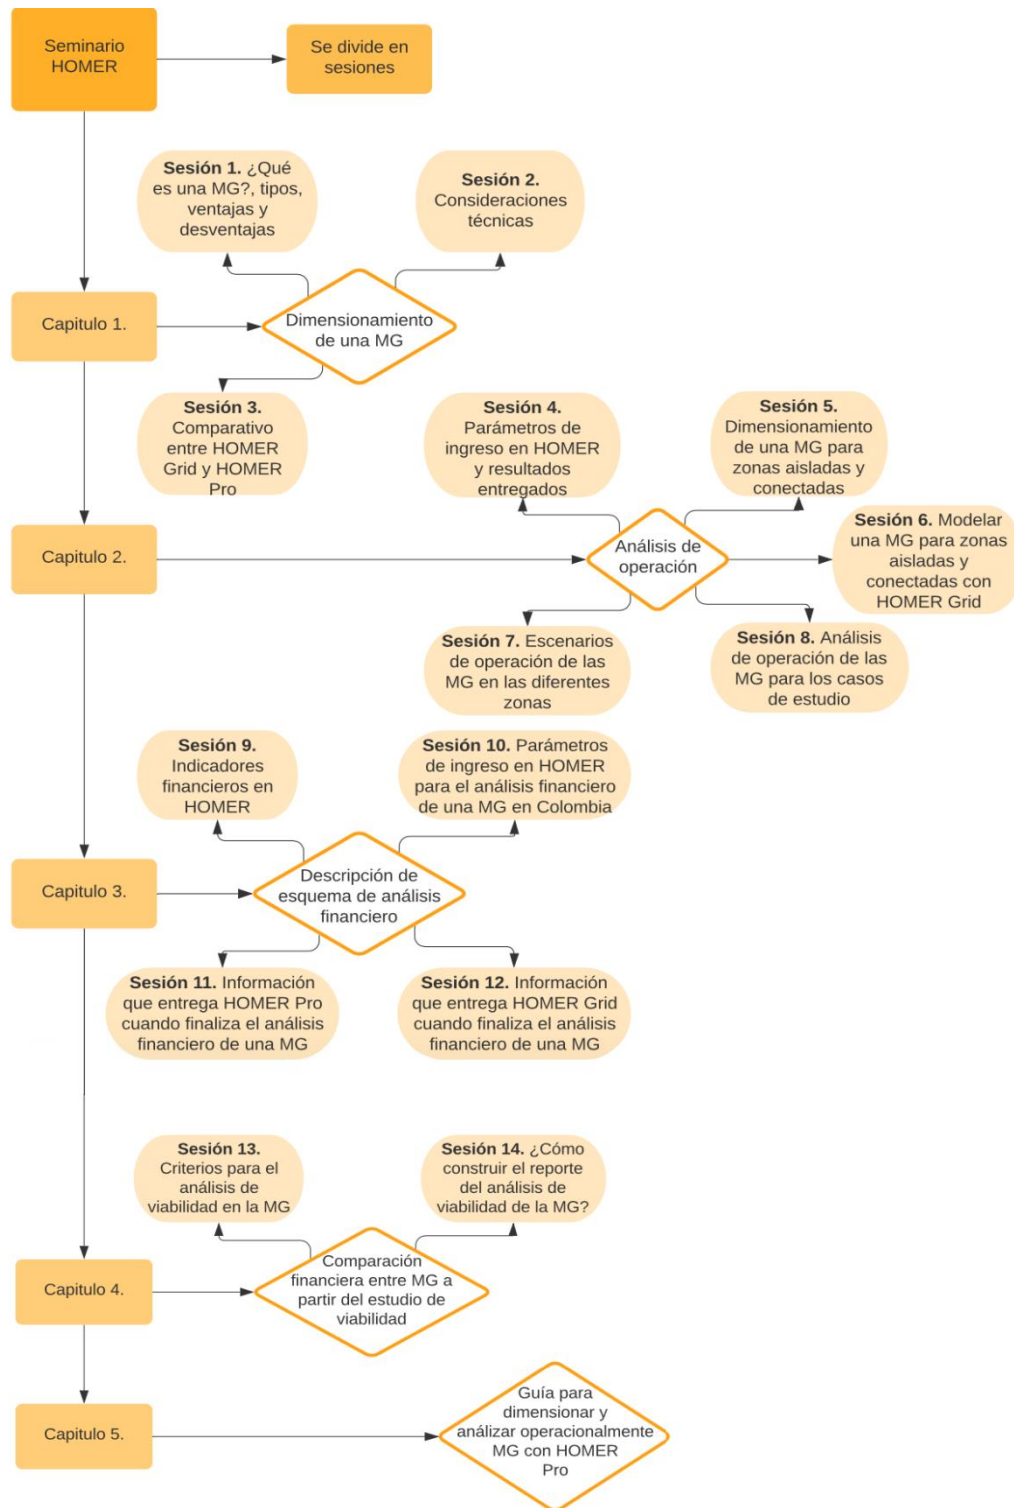 Seminario
HOMER
Se divide en
sesiones
Sesión 1. ¿Qué
es una MG?, tipos,
ventajas y
desventajas
Sesión 2.
Consideraciones
técnicas
Capitulo 1.
Dimensionamiento
de una MG
Sesión 3.
Comparativo
entre HOMER
Grid y HOMER
Pro
Sesión 4.
Parámetros de
ingreso en HOMER
y resultados
entregados
Sesión 5.
Dimensionamiento
de una MG para
zonas aisladas y
conectadas
Capitulo 2.
Análisis de
operación
Sesión 6. Modelar
una MG para zonas
aisladas y
conectadas con
HOMER Grid
Sesión 7. Escenarios
de operación de las
MG en las diferentes
zonas
Sesión 8. Análisis
de operación de las
MG para los casos
de estudio
Sesión 9.
Indicadores
financieros en
HOMER
Sesión 10. Parámetros
de ingreso en HOMER
para el análisis financiero
de una MG en Colombia
Capitulo 3.
Descripción de
esquema de análisis
financiero
Sesión 11. Información
que entrega HOMER Pro
cuando finaliza el análisis
financiero de una MG
Sesión 12. Información
que entrega HOMER Grid
cuando finaliza el análisis
financiero de una MG
Sesión 13.
Criterios para el
análisis de
viabilidad en la MG
Sesión 14. ¿Cómo
construir el reporte
del análisis de
viabilidad de la MG?
Capitulo 4.
Comparación
financiera entre MG a
partir del estudio de
viabilidad
Capitulo 5.
Guía para
dimensionar y
análizar operacionalmente
MG con HOMER
Pro